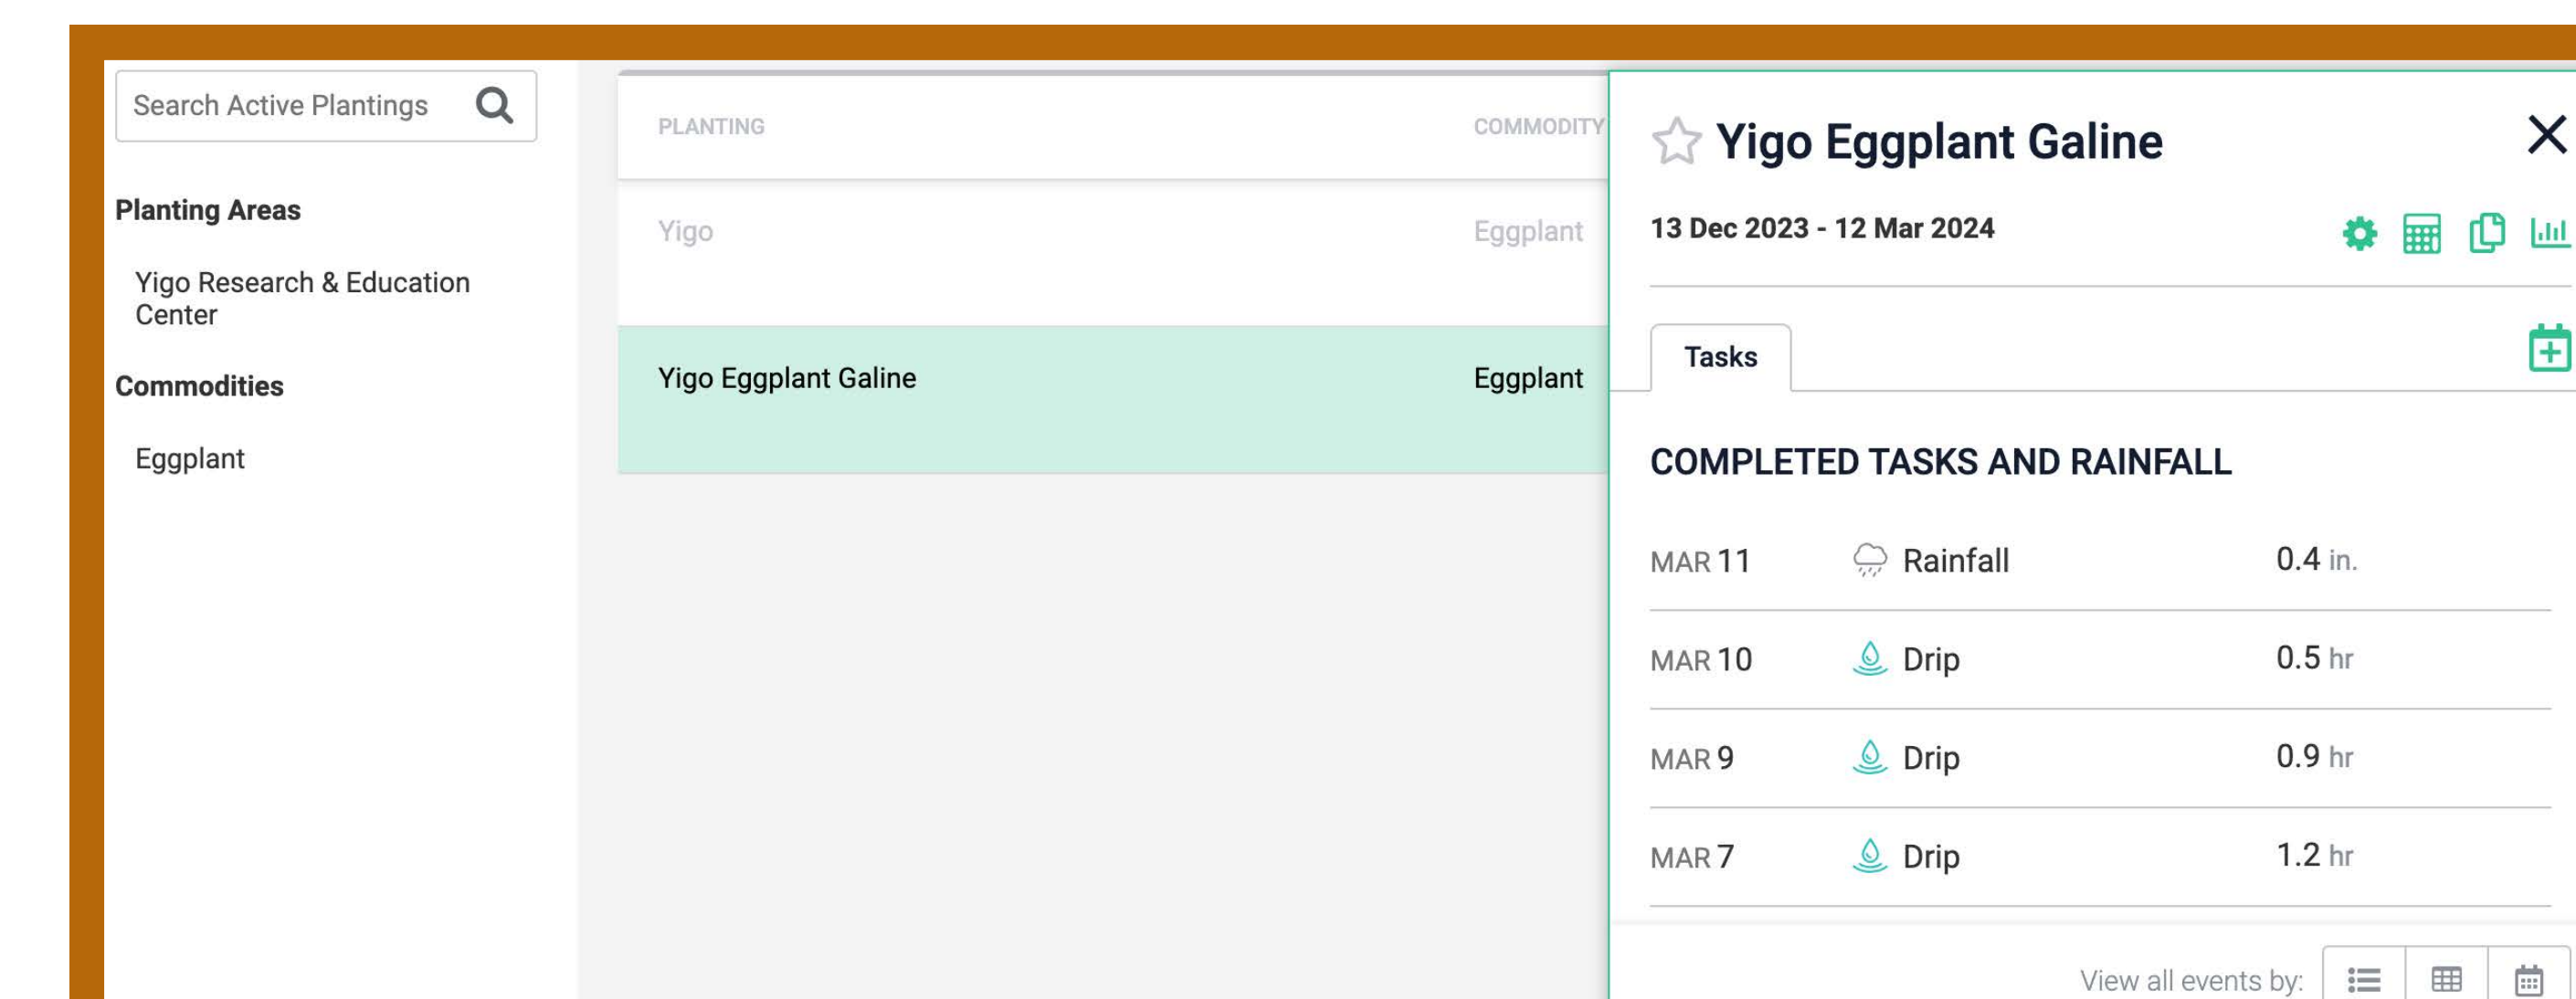 Search Active Plantings
Planting Areas
Yigo Research & Education
Center
Commodities
Eggplant
PLANTING COMMODITY
Yigo Eggplant
Yigo Eggplant Galine Eggplant
Yigo Eggplant Galine
13 Dec 2023 - 12 Mar 2024
Tasks
COMPLETED TASKS AND RAINFALL
MAR 11 Rainfall 0.4 in.
MAR 10 Drip 0.5 hr
MAR 9 Drip 0.9 hr
MAR 7 Drip 1.2 hr
View all events by: